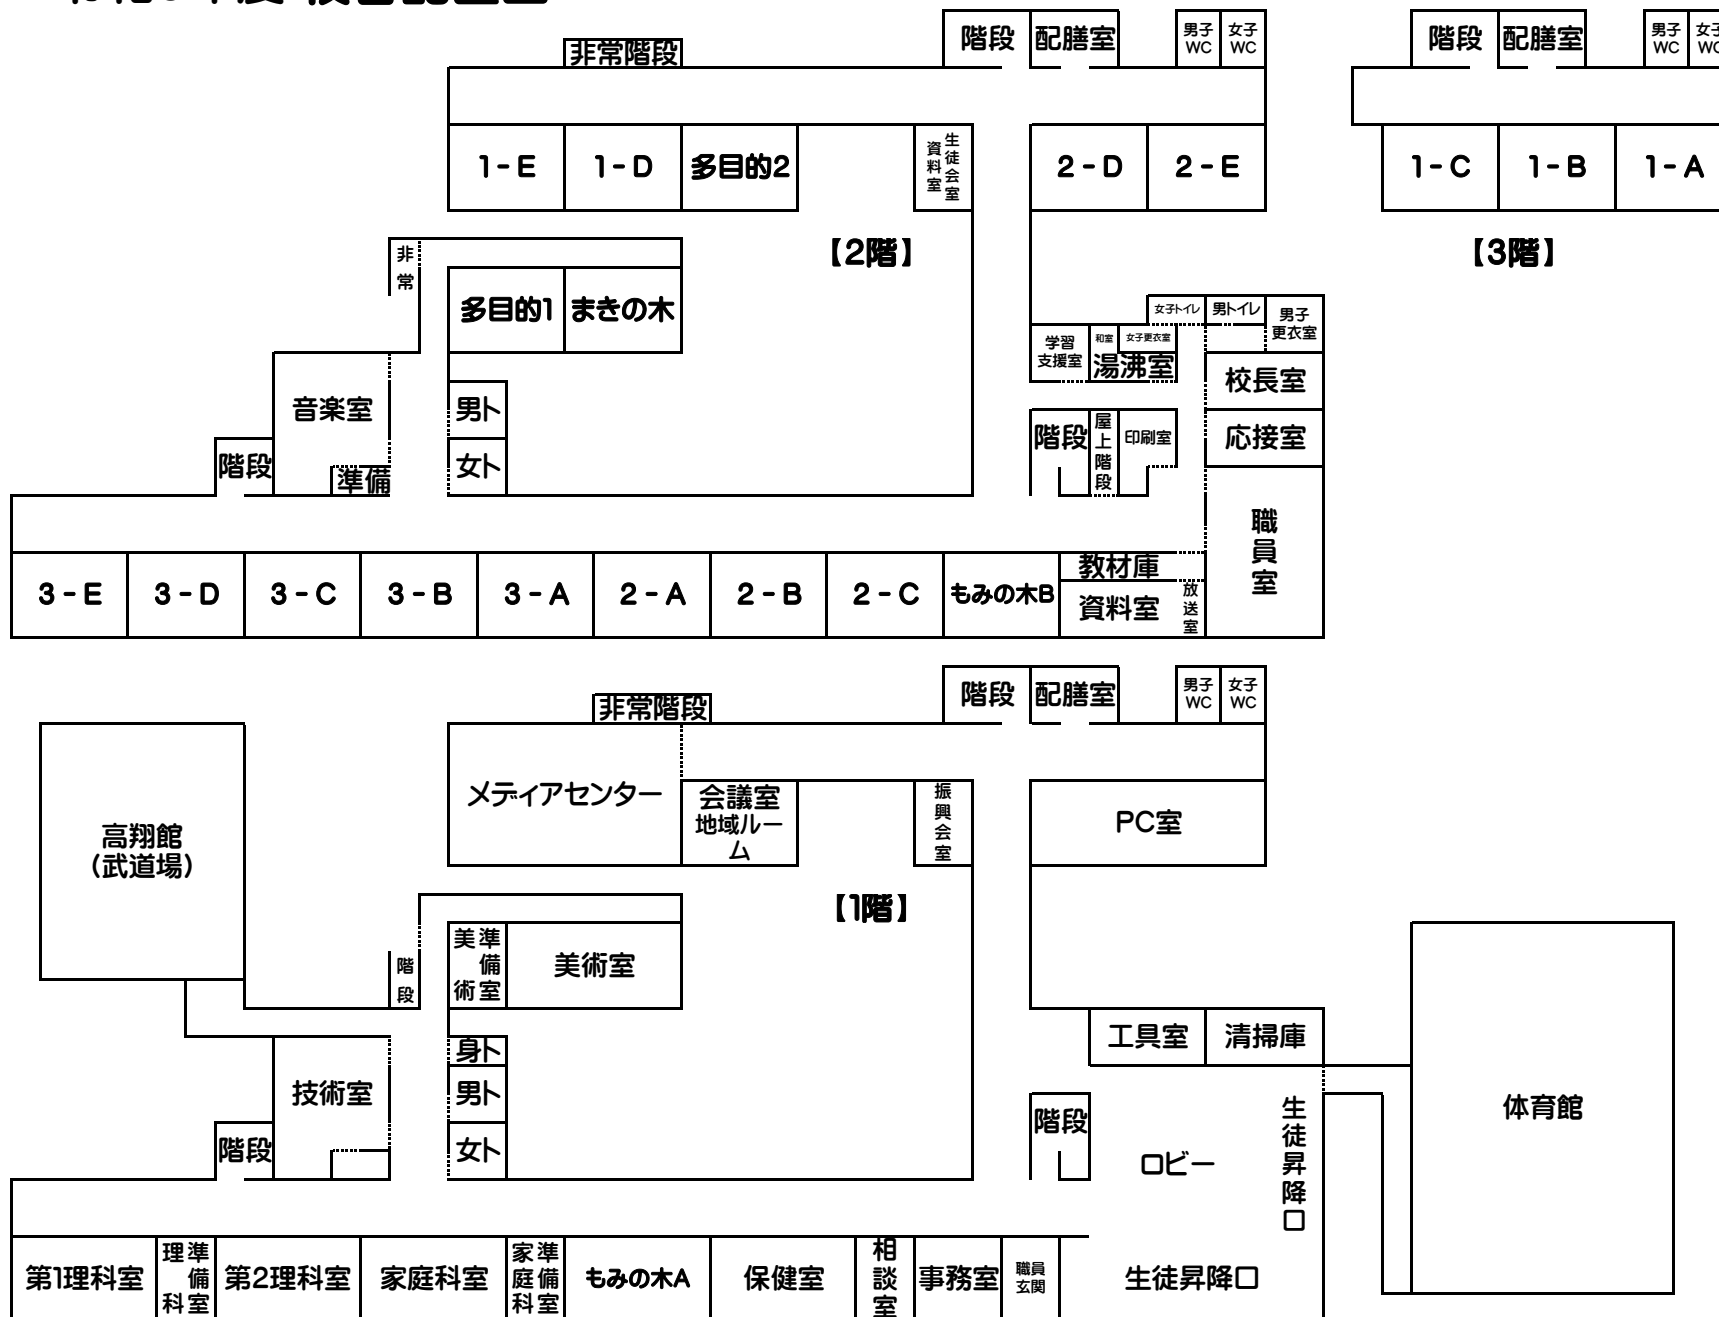 階段 配膳室 男子 女子
WC WC
階段 配膳室 男子 女子
WC WC
非常階段
1-E 1-D 多目的2
生徒会室
資料室
2-D 2-E
1-C 1-B 1-A
【2階】
【3階】
非常
多目的1 まきの木
女子トイレ 男トイレ 男子
更衣室
学習
支援室
和室 女子更衣室
湯沸室
校長室
音楽室
男ト
階段
屋上階段
印刷室
応接室
階段
準備
女ト
職員室
3-E 3-D 3-C 3-B 3-A 2-A 2-B 2-C もみの木B
教材庫
資料室
放送室
階段 配膳室 男子 女子
WC WC
非常階段
メディアセンター
会議室
地域ルー
ム
振興会室
PC室
高翔館
(武道場)
【1階】
階段
美術
準備室
美術室
工具室 清掃庫
身ト
技術室
男ト
階段
体育館
階段
女ト
ロビー
生徒昇降口
第1理科室
理科
準備室
第2理科室
家庭科室
家庭科
準備室
もみの木A
保健室
相談室
事務室
職員
玄関
生徒昇降口